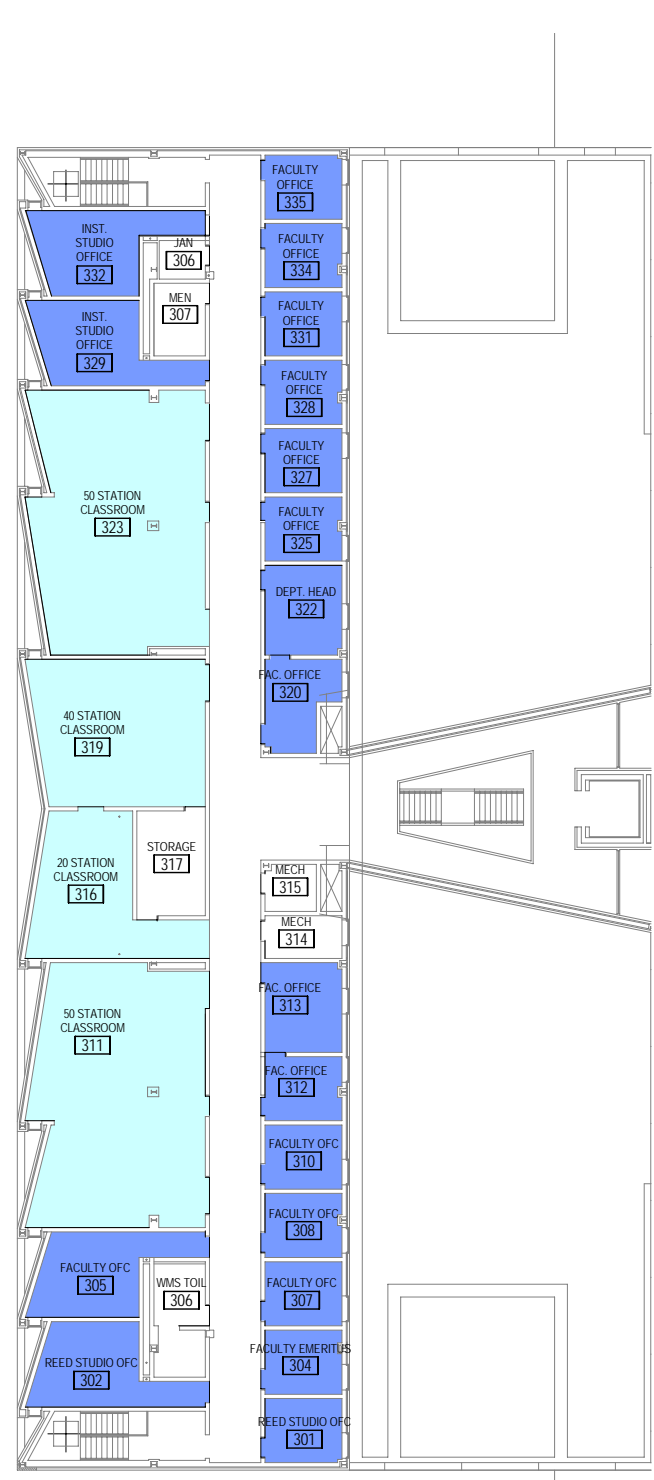 FACULTY
OFFICE
335
INST.
STUDIO
OFFICE
332
JAN
306
FACULTY
OFFICE
334
MEN
307
INST.
STUDIO
OFFICE
329
FACULTY
OFFICE
331
FACULTY
OFFICE
328
FACULTY
OFFICE
327
50 STATION
CLASSROOM
323
FACULTY
OFFICE
325
DEPT. HEAD
322
FAC. OFFICE
320
40 STATION
CLASSROOM
319
STORAGE
317
20 STATION
CLASSROOM
316
MECH
315
MECH
314
FAC. OFFICE
313
50 STATION
CLASSROOM
311
FAC. OFFICE
312
FACULTY OFC
310
FACULTY OFC
308
FACULTY OFC
305
WMS TOIL
306
FACULTY OFC
307
FACULTY EMERITUS
304
REED STUDIO OFC
302
REED STUDIO OFC
301